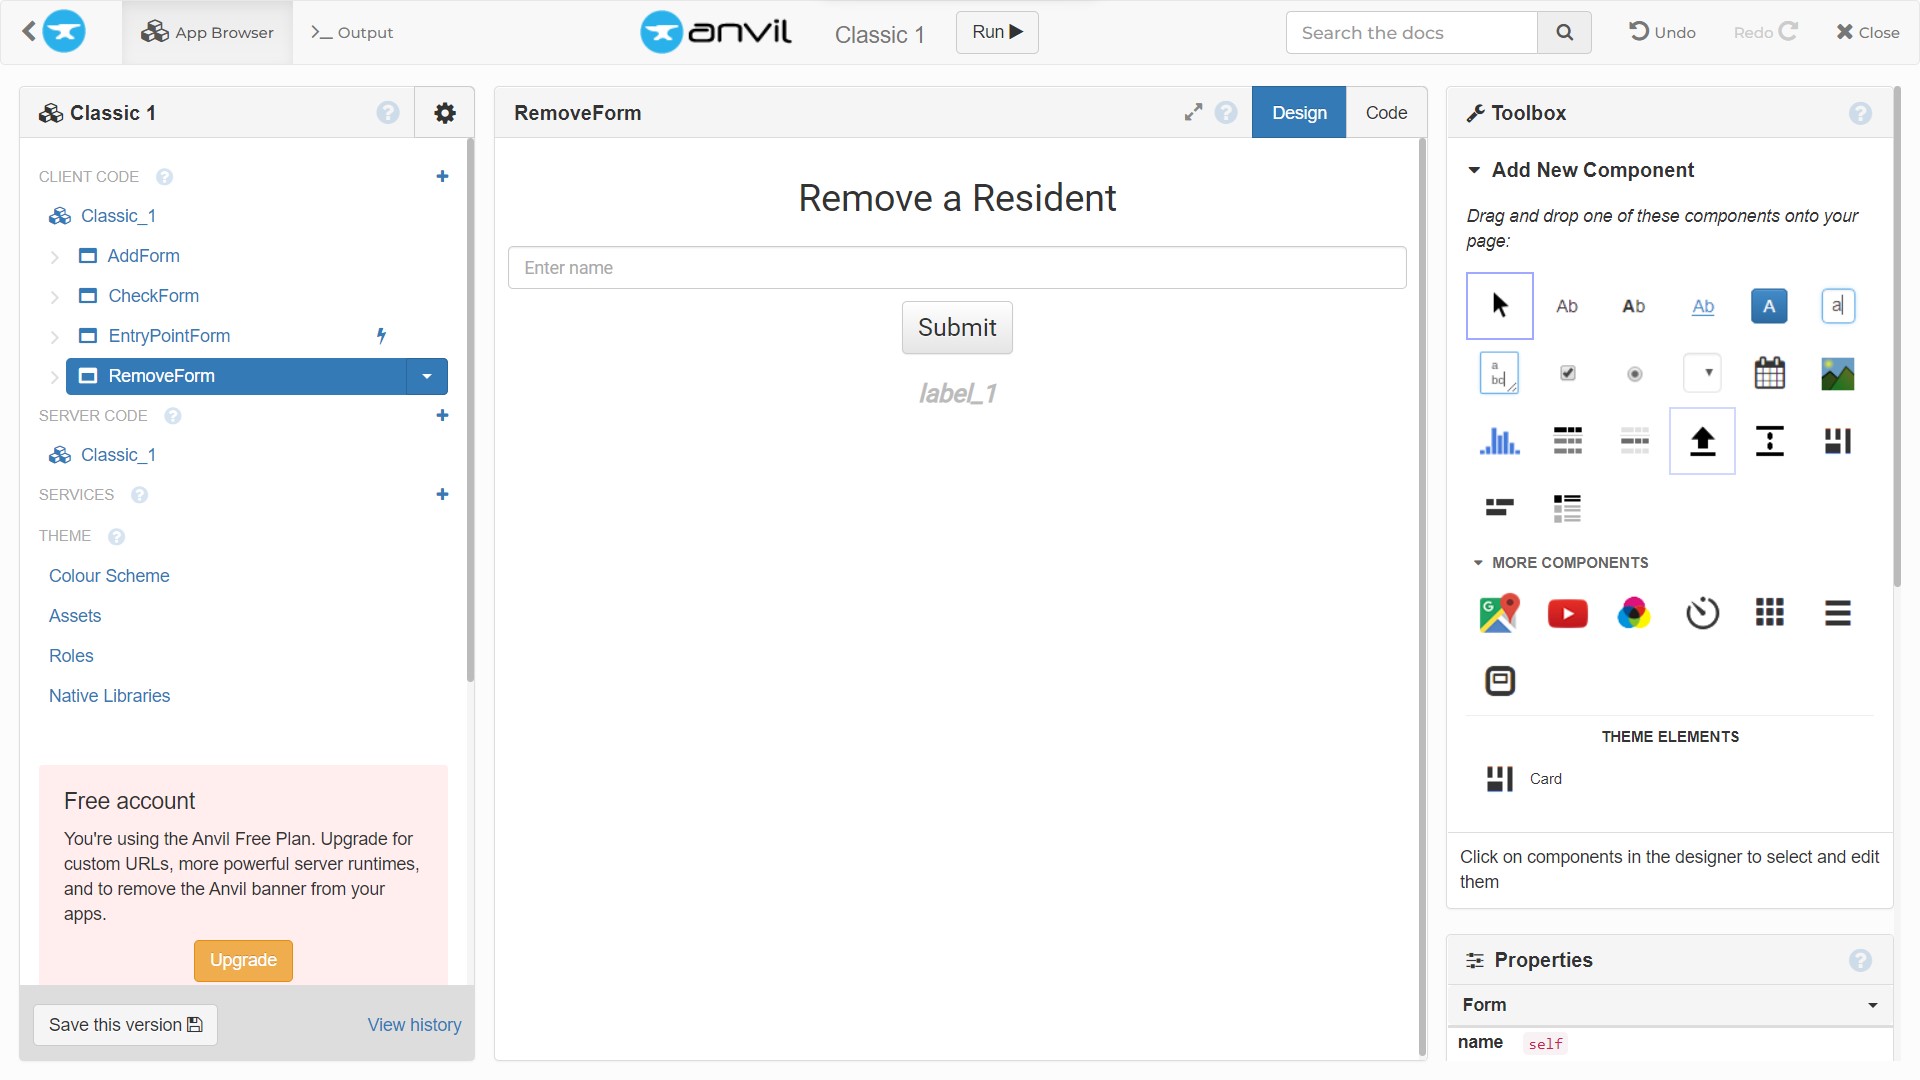 App Browser
Output
anvil
Classic 1
Run
Search the docs
Undo
Redo
Close
Classic 1
CLIENT CODE
Classic_1
AddForm
CheckForm
EntryPointForm
RemoveForm
SERVER CODE
Classic_1
SERVICES
THEME
Colour Scheme
Assets
Roles
Native Libraries
Free account
You're using the Anvil Free Plan. Upgrade for
custom URLs, more powerful server runtimes,
and to remove the Anvil banner from your
apps.
Upgrade
Save this version
View history
RemoveForm
Design
Code
Remove a Resident
Enter name
Submit
label_1
Toolbox
Add New Component
Drag and drop one of these components onto your
page:
Ab
Ab
Ab
A
a
a
bc
G
MORE COMPONENTS
THEME ELEMENTS
Card
Click on components in the designer to select and edit
them
Properties
Form
name
self